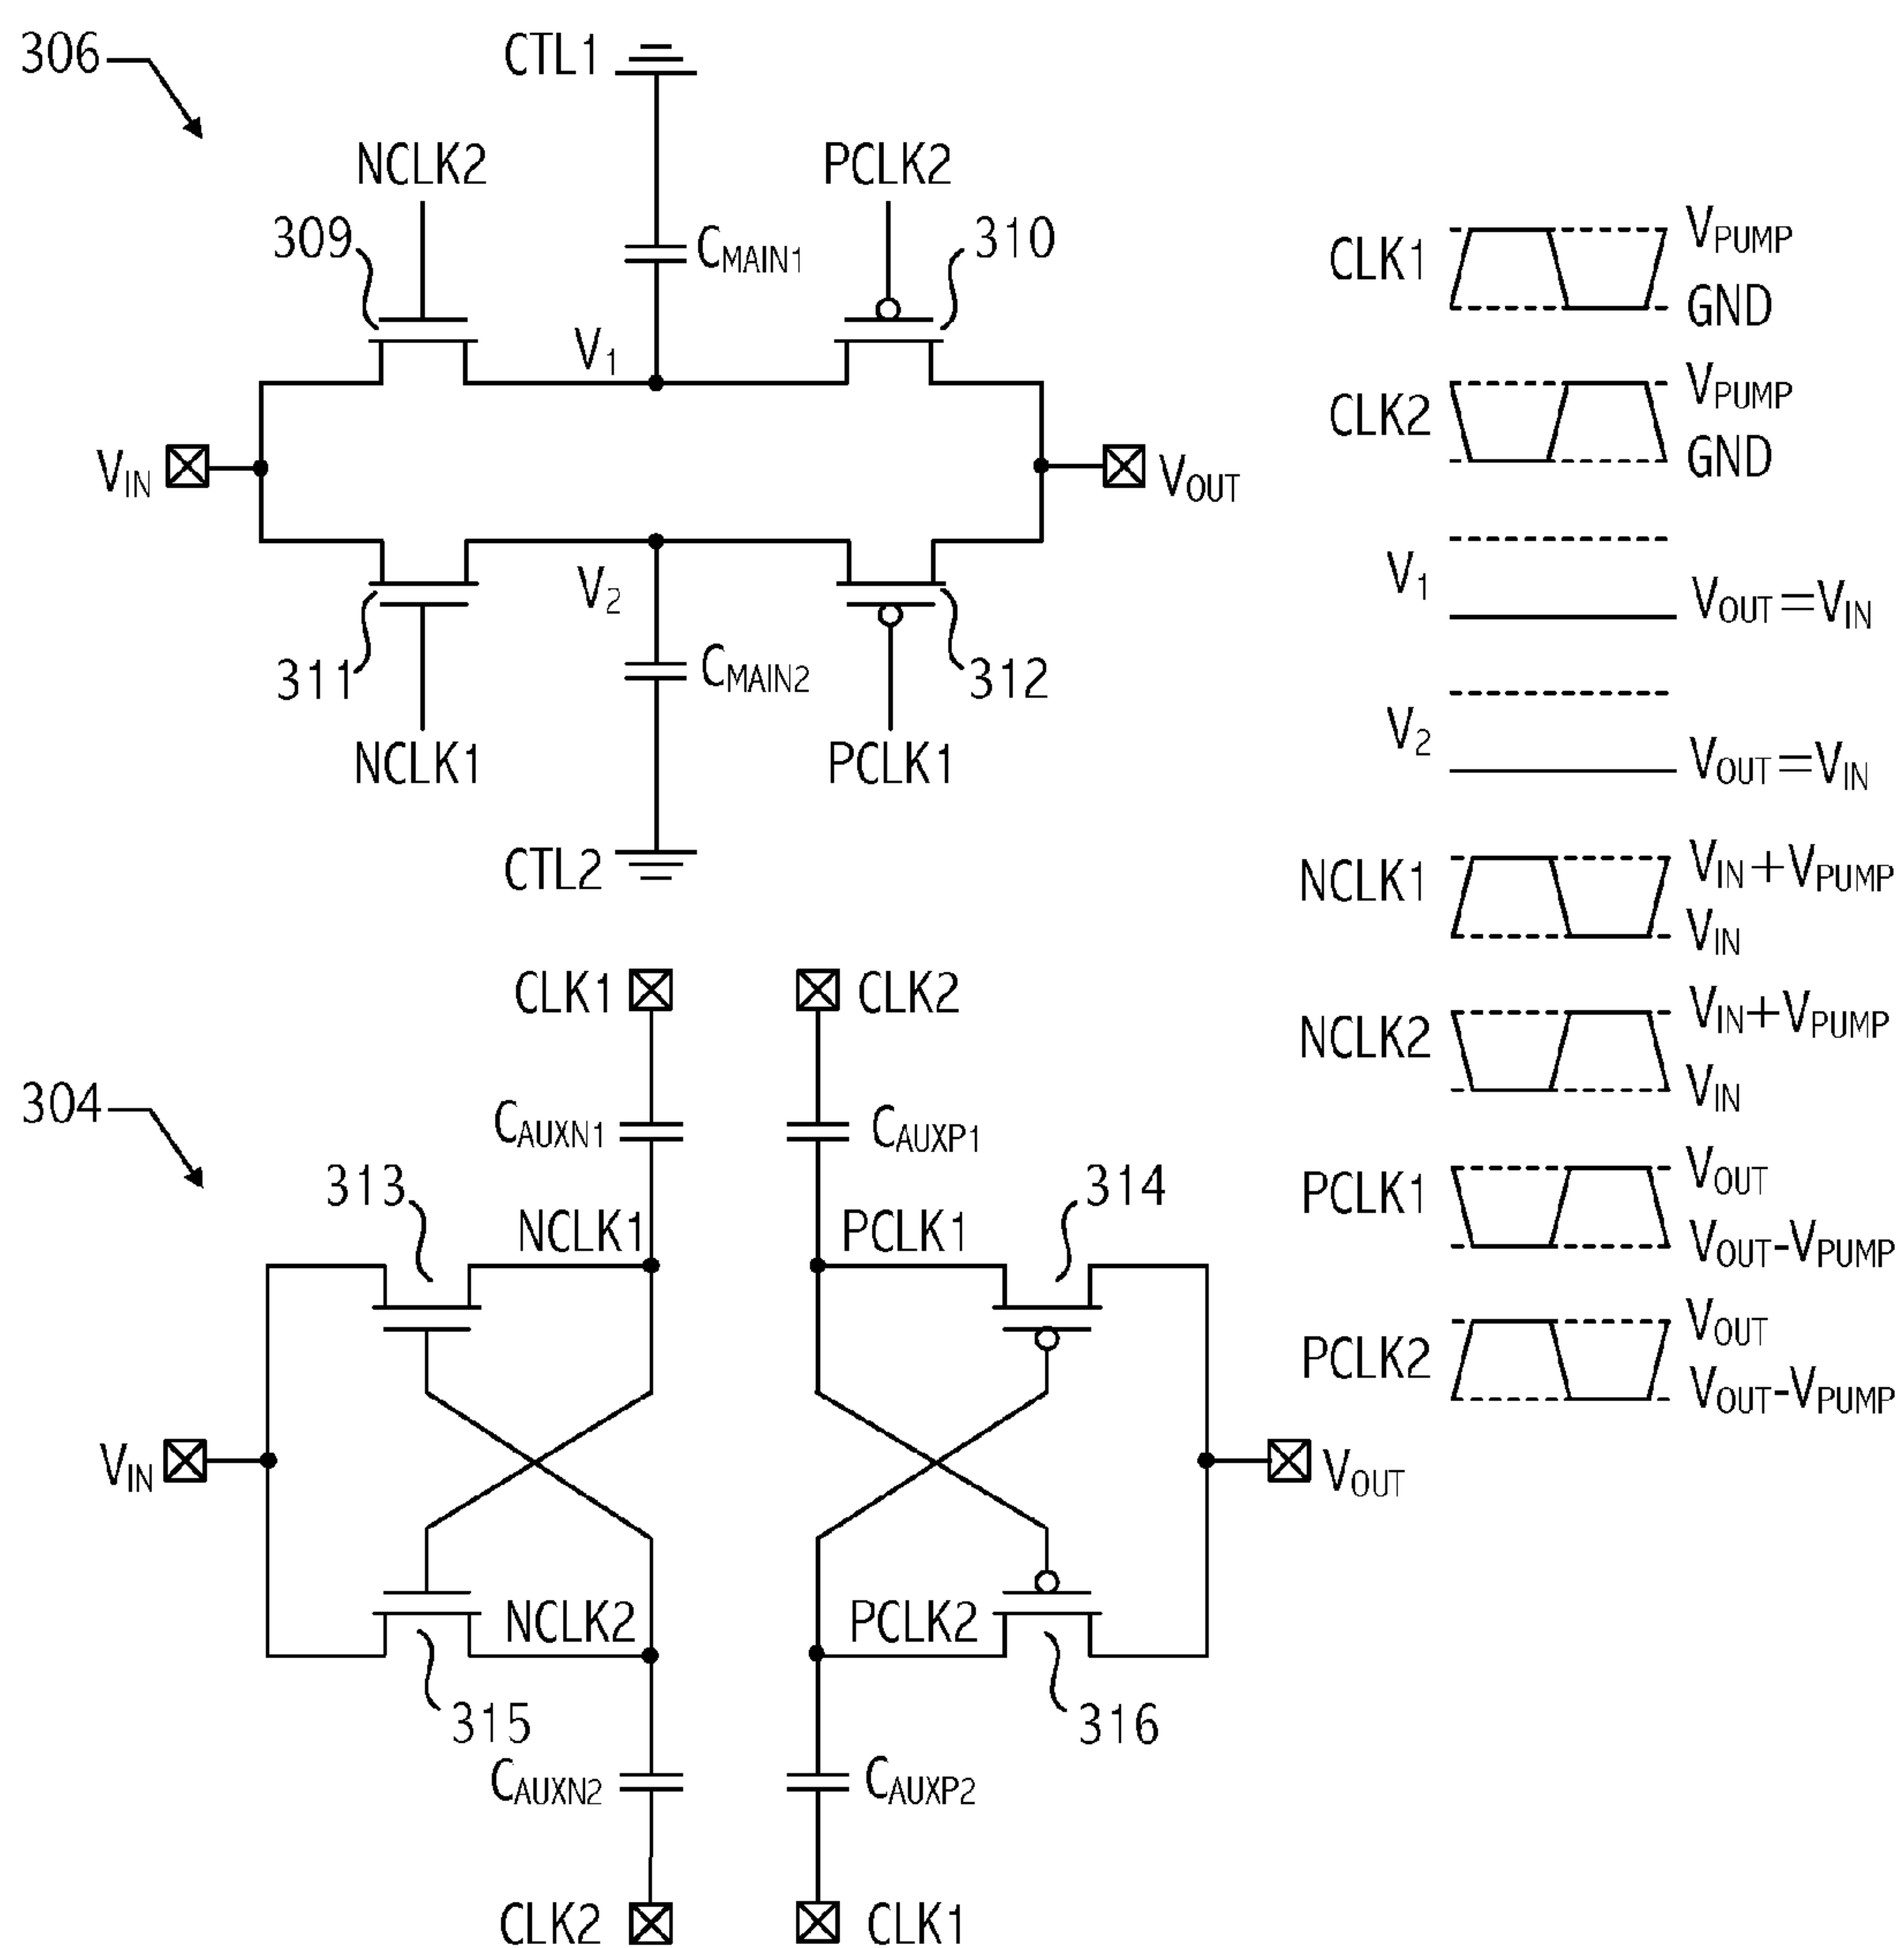 306
CTL1
NCLK2
PCLK2
309
CMAIN1
310
V1
VIN
VOUT
V2
311
CMAIN2
312
NCLK1
PCLK1
CTL2
304
CLK1
CLK2
CAUXN1
CAUXP1
313
314
NCLK1
PCLK1
VIN
VOUT
NCLK2
PCLK2
315
316
CAUXN2
CAUXP2
CLK2
CLK1
CLK1
VPUMP
GND
CLK2
VPUMP
GND
V1
VOUT=VIN
V2
VOUT=VIN
NCLK1
VIN+VPUMP
VIN
NCLK2
VIN+VPUMP
VIN
PCLK1
VOUT
VOUT-VPUMP
PCLK2
VOUT
VOUT-VPUMP